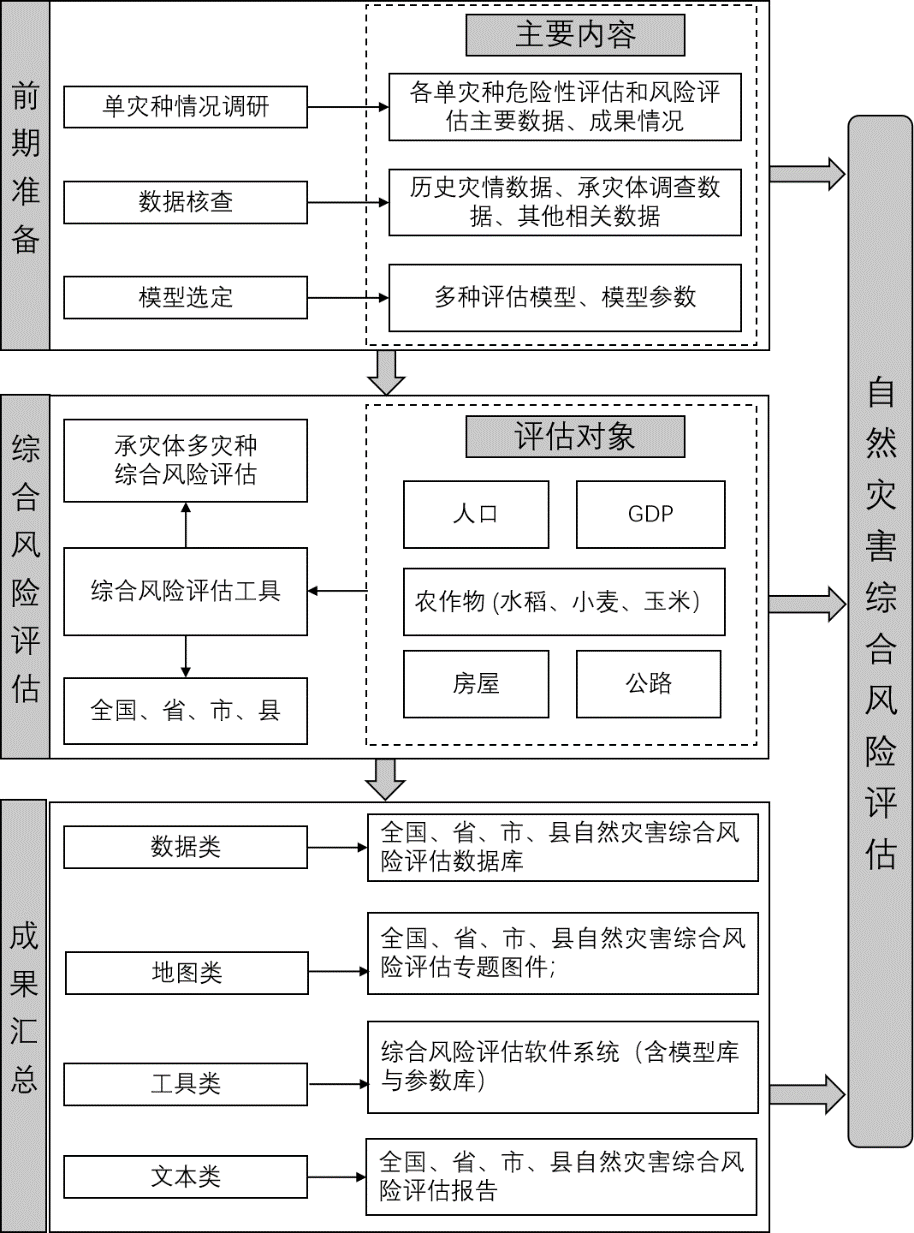 前期准备
主要内容
单灾种情况调研
各单灾种危险性评估和风险评
估主要数据、成果情况
数据核查
历史灾情数据、承灾体调查数
据、其他相关数据
模型选定
多种评估模型、模型参数
综合风险评估
评估对象
承灾体多灾种
综合风险评估
人口
GDP
综合风险评估工具
农作物 (水稻、小麦、玉米）
全国、省、市、县
房屋
公路
成果汇总
数据类
全国、省、市、县自然灾害综合风
险评估数据库
地图类
全国、省、市、县自然灾害综合风
险评估专题图件;
工具类
综合风险评估软件系统（含模型库
与参数库）
文本类
全国、省、市、县自然灾害综合风
险评估报告
自然灾害综合风险评估